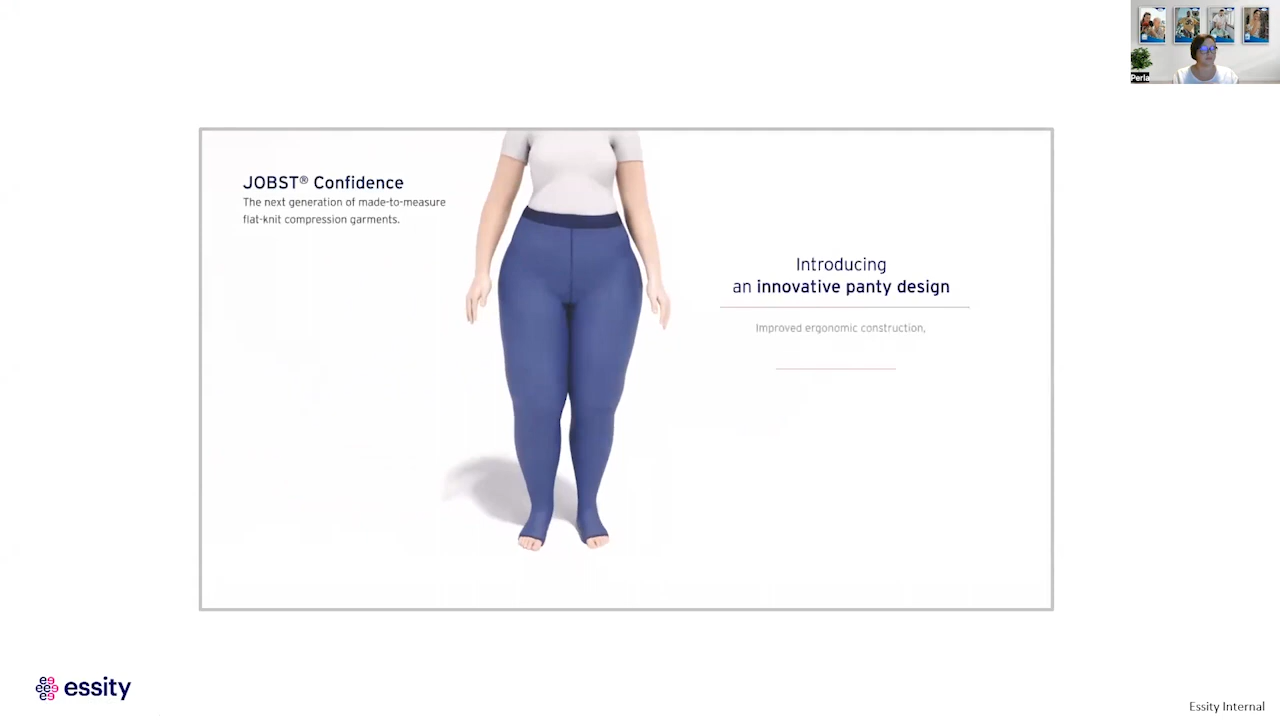 Perla
JOBST® Confidence
The next generation of made-to-measure
flat-knit compression garments.
Introducing
an innovative panty design
Improved ergonomic construction,
essity
Essity Internal